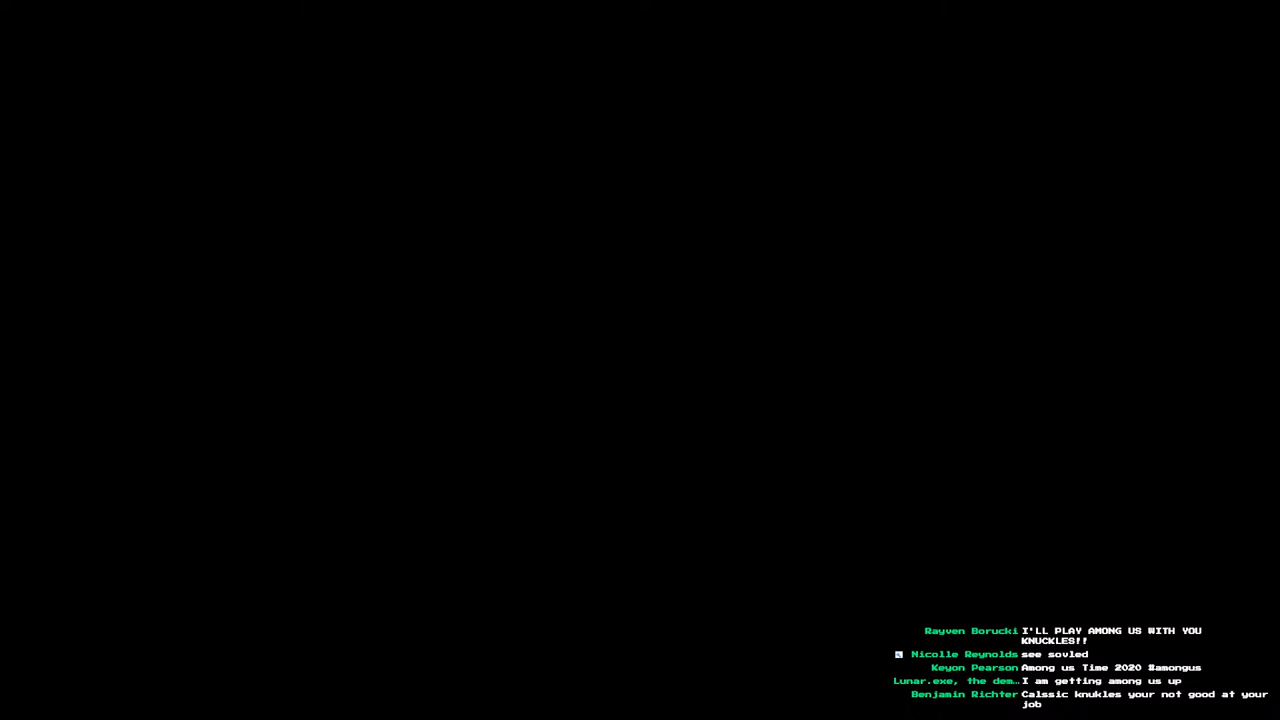 Rayven Borucki I'LL PLAY AMONG US WITH YOU
KNUCKLES!!
Nicolle Reynolds see sovled
Keyon Pearson Among us Time 2020 #amongus
Lunar.exe, the dem… I am getting among us up
Benjamin Richter Calssic knukles your not good at your
job